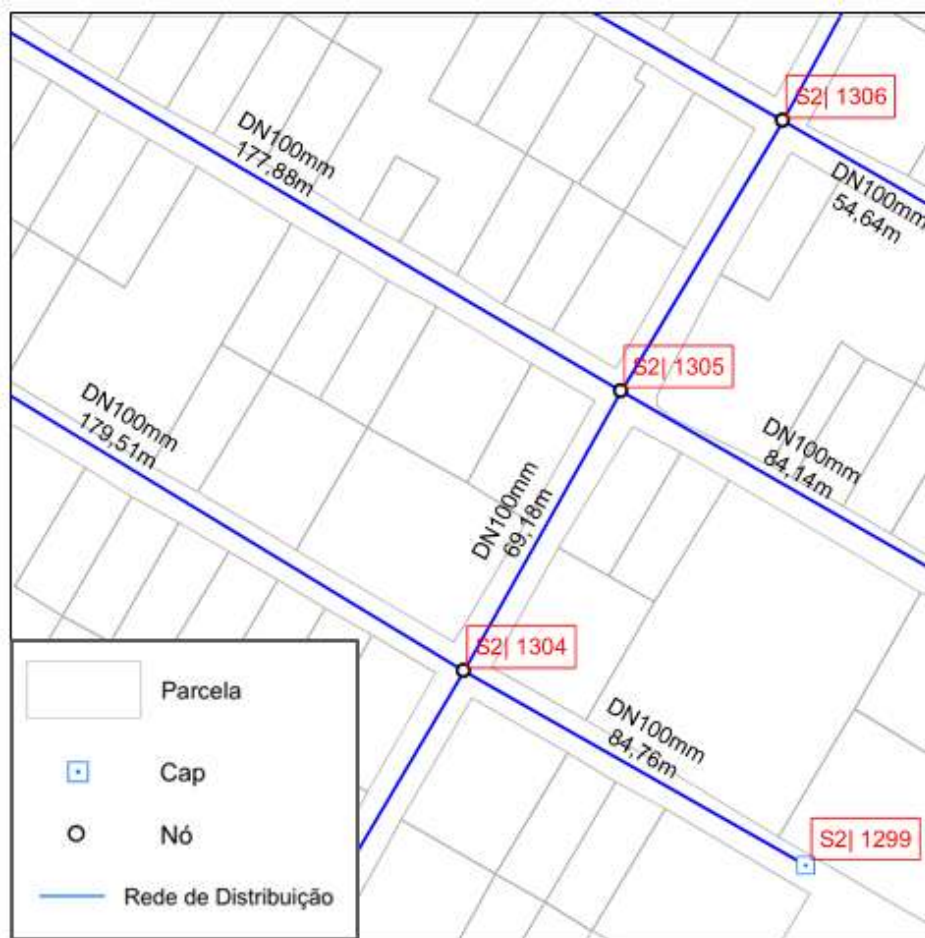 S2| 1306
DN100mm
177,88m
DN100mm
54,64m
S2| 1305
DN100mm
179,51m
DN100mm
84,14m
DN100mm
69,18m
S2| 1304
DN100mm
84,76m
S2| 1299
Parcela
Cap
Nó
Rede de Distribuição